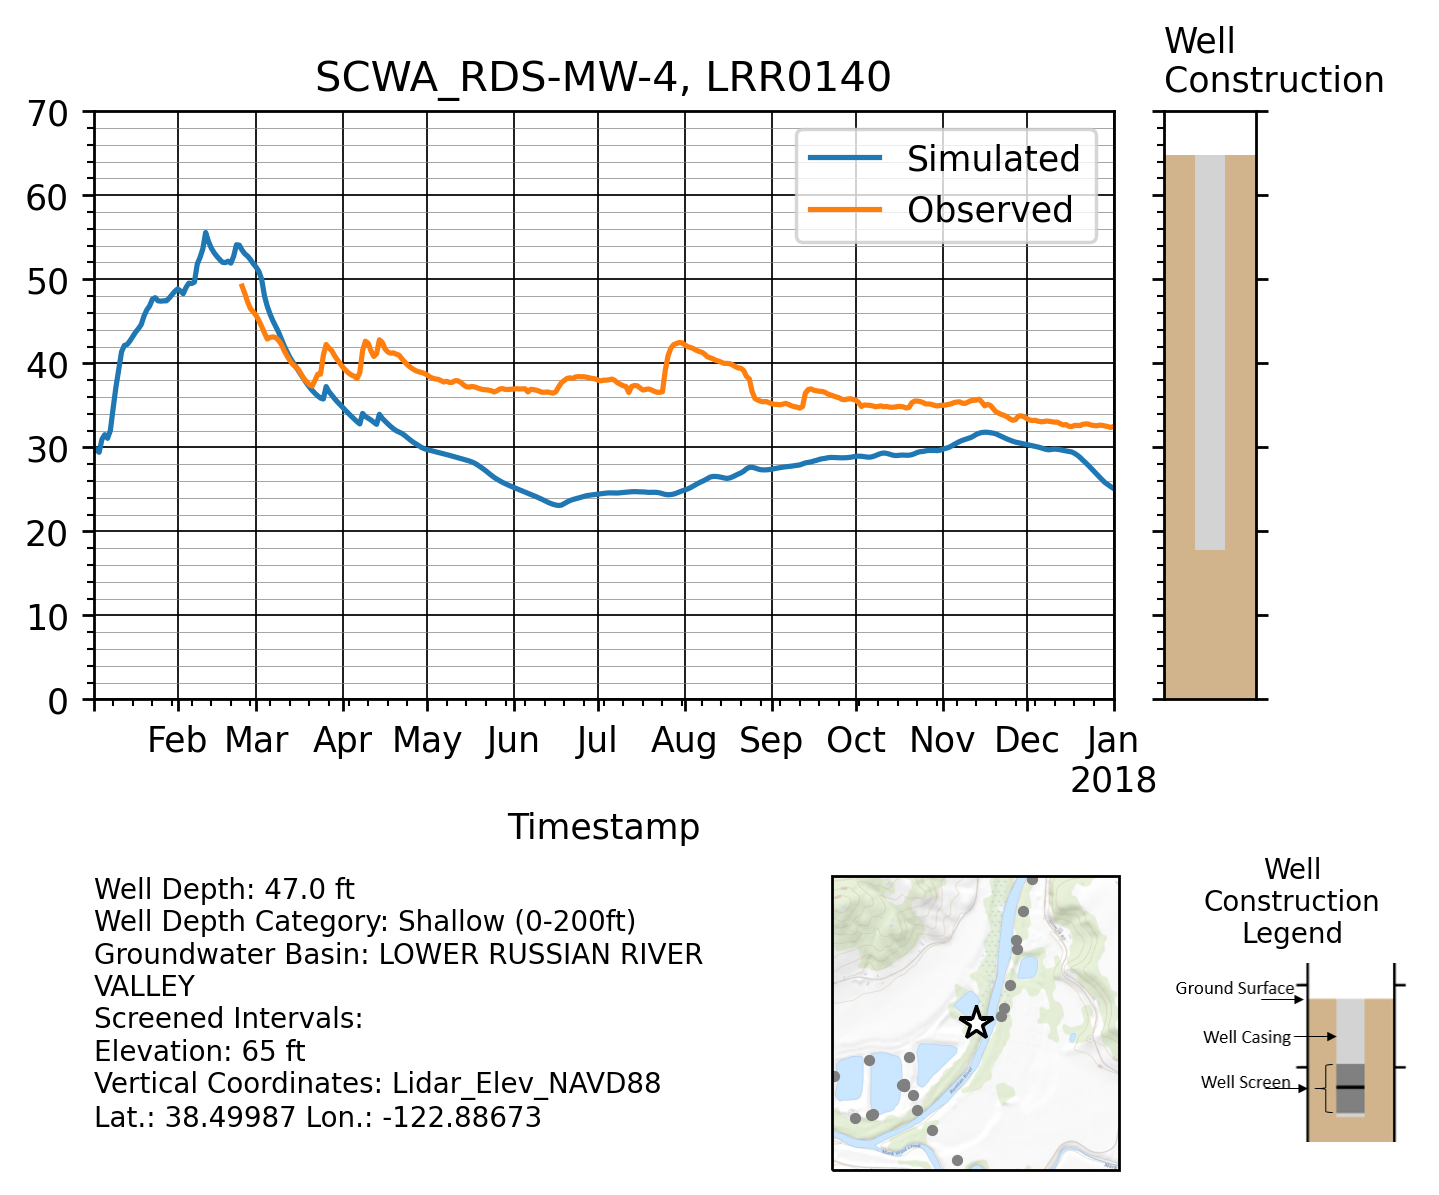 Well
Construction
SCWA_RDS-MW-4, LRR0140
70
60
50
40
30
20
10
0
Simulated
Observed
Feb Mar Apr May Jun Jul Aug Sep Oct Nov Dec Jan
2018
Timestamp
Well Depth: 47.0 ft
Well Depth Category: Shallow (0-200ft)
Groundwater Basin: LOWER RUSSIAN RIVER
VALLEY
Screened Intervals:
Elevation: 65 ft
Vertical Coordinates: Lidar_Elev_NAVD88
Lat.: 38.49987 Lon.: -122.88673
Well
Construction
Legend
Ground Surface
Well Casing
Well Screen